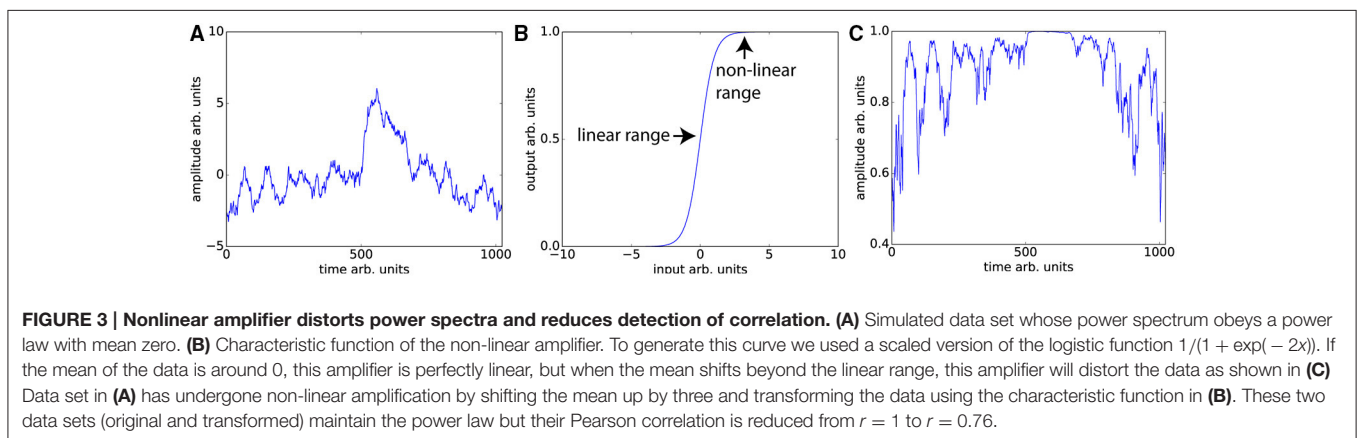 A
amplitude arb. units
10
5
0
−5
0
500
1000
time arb. units
B
output arb. units
1.0
0.5
0.0
−10
−5
0
5
10
input arb. units
non-linear
range
linear range
C
amplitude arb. units
1.0
0.8
0.6
0.4
0
500
1000
time arb. units
FIGURE 3 | Nonlinear amplifier distorts power spectra and reduces detection of correlation. (A) Simulated data set whose power spectrum obeys a power
law with mean zero. (B) Characteristic function of the non-linear amplifier. To generate this curve we used a scaled version of the logistic function 1/(1 + exp( − 2x)). If
the mean of the data is around 0, this amplifier is perfectly linear, but when the mean shifts beyond the linear range, this amplifier will distort the data as shown in (C)
Data set in (A) has undergone non-linear amplification by shifting the mean up by three and transforming the data using the characteristic function in (B). These two
data sets (original and transformed) maintain the power law but their Pearson correlation is reduced from r = 1 to r = 0.76.